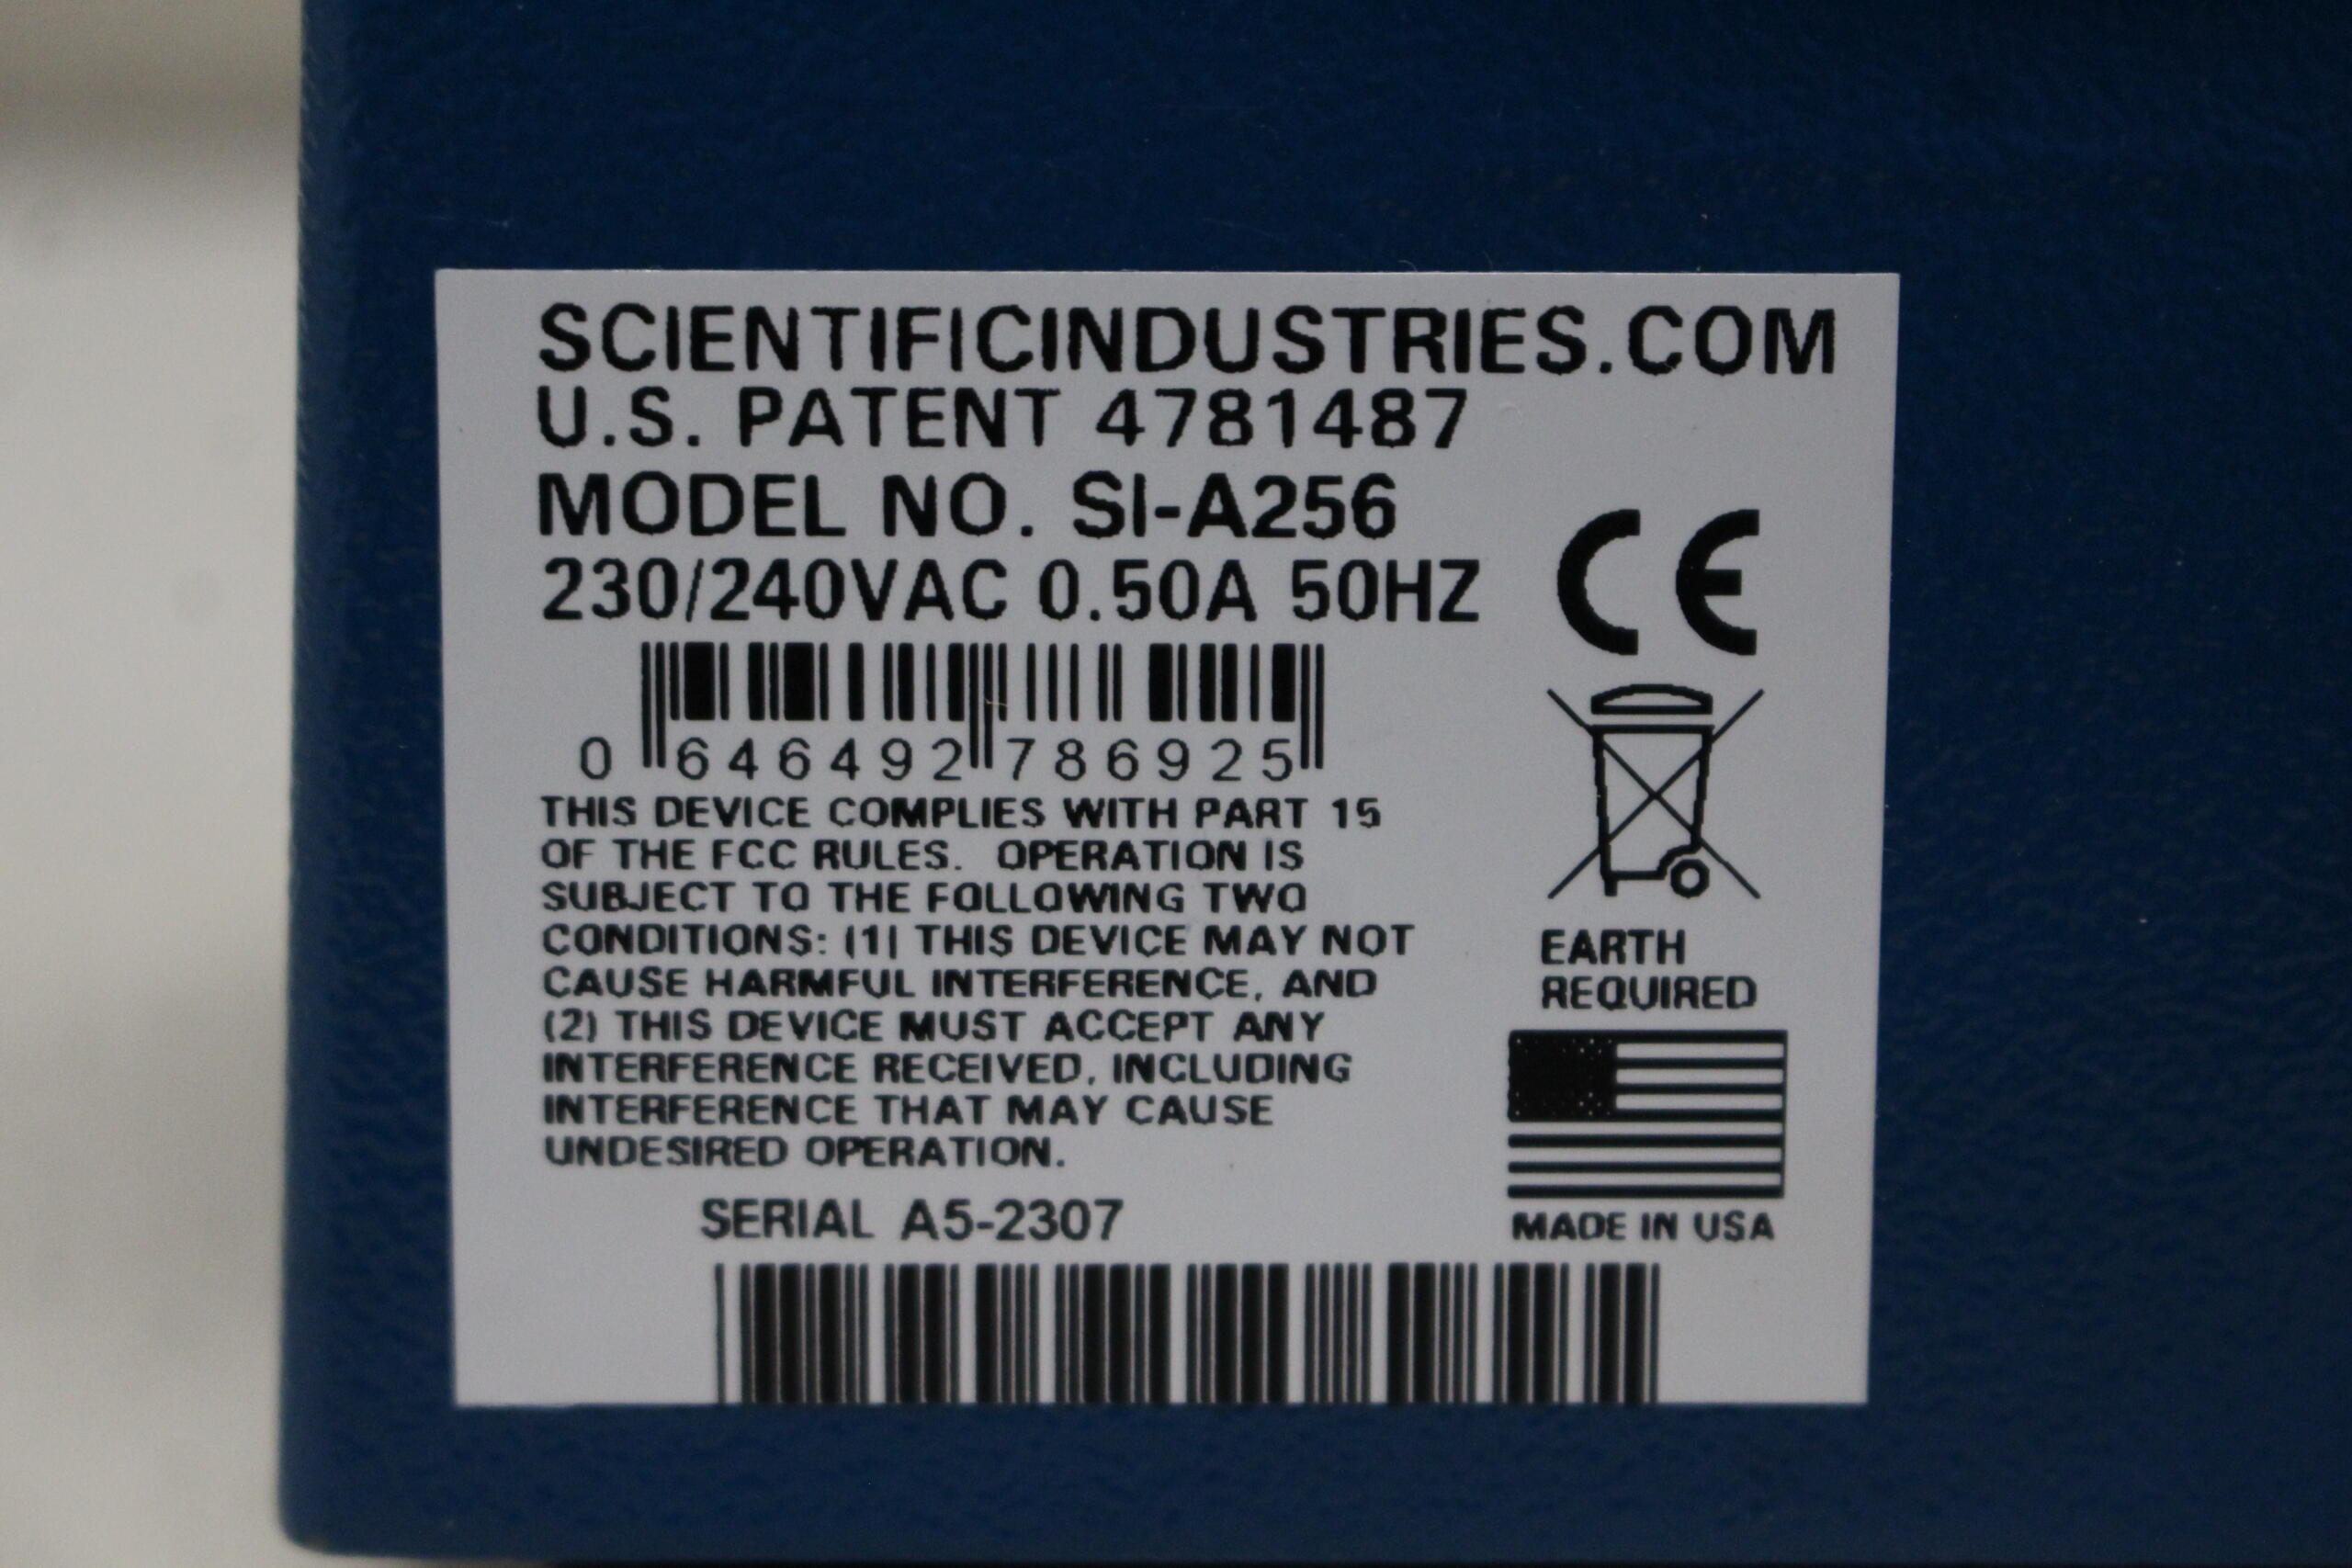 SCIENTIFICINDUSTRIES.COM
U.S. PATENT 4781487
MODEL NO. SI-A256
230/240VAC 0.50A 50HZ
CE
0 646492 786925
THIS DEVICE COMPLIES WITH PART 15
OF THE FCC RULES. OPERATION IS
SUBJECT TO THE FOLLOWING TWO
CONDITIONS: (1) THIS DEVICE MAY NOT
CAUSE HARMFUL INTERFERENCE, AND
(2) THIS DEVICE MUST ACCEPT ANY
INTERFERENCE RECEIVED, INCLUDING
INTERFERENCE THAT MAY CAUSE
UNDESIRED OPERATION.
EARTH
REQUIRED
MADE IN USA
SERIAL A5-2307